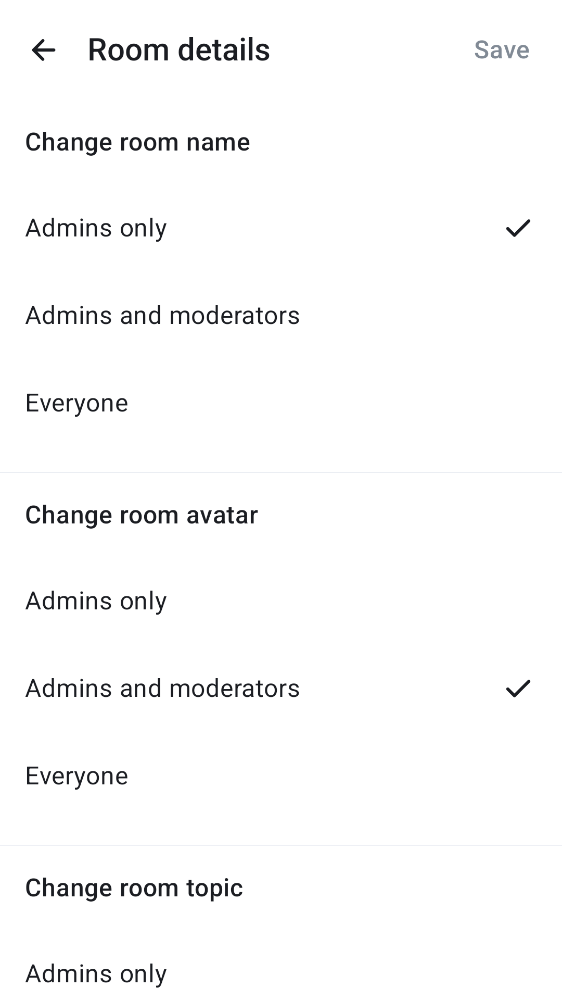 Room details
Save
Change room name
Admins only
Admins and moderators
Everyone
Change room avatar
Admins only
Admins and moderators
Everyone
Change room topic
Admins only